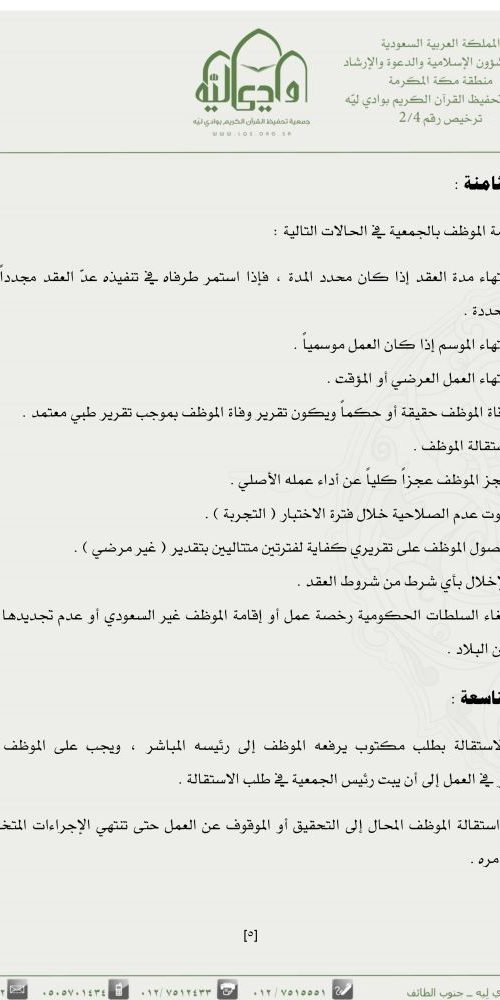 المملكة العربية السعودية
شؤون الإسلامية والدعوة والإرشاد
منطقة مكة المكرمة
تحفيظ القرآن الكريم بوادي ليّه
ترخيص رقم 2/4
وادي ليّه
جمعية تحفيظ القرآن الكريم بوادي ليّه
WWW.LQS.ORG.SA
ثامنة :
مة الموظف بالجمعية في الحالات التالية :
تهاء مدة العقد إذا كان محدد المدة ، فإذا استمر طرفاه في تنفيذه عدّ العقد مجدداً
حددة .
تهاء الموسم إذا كان العمل موسمياً .
تهاء العمل العرضي أو المؤقت .
فاة الموظف حقيقة أو حكماً ويكون تقرير وفاة الموظف بموجب تقرير طبي معتمد .
ستقالة الموظف .
جز الموظف عجزاً كلياً عن أداء عمله الأصلي .
وت عدم الصلاحية خلال فترة الاختبار ( التجربة ) .
صول الموظف على تقريري كفاية لفترتين متتاليين بتقدير ( غير مرضي ) .
لإخلال بأي شرط من شروط العقد .
غاء السلطات الحكومية رخصة عمل أو إقامة الموظف غير السعودي أو عدم تجديدها
ن البلاد .
تاسعة :
لاستقالة بطلب مكتوب يرفعه الموظف إلى رئيسه المباشر ، ويجب على الموظف
في العمل إلى أن يبت رئيس الجمعية في طلب الاستقالة .
استقالة الموظف المحال إلى التحقيق أو الموقوف عن العمل حتى تنتهي الإجراءات المتخ
مره .
[٥]
ي ليه – جنوب الطائف ٠١٢/٧٥١٥٥٥١ ٠١٢/٧٥١٢٤٣٣ ٠٥٠٥٧٠١٤٣٤